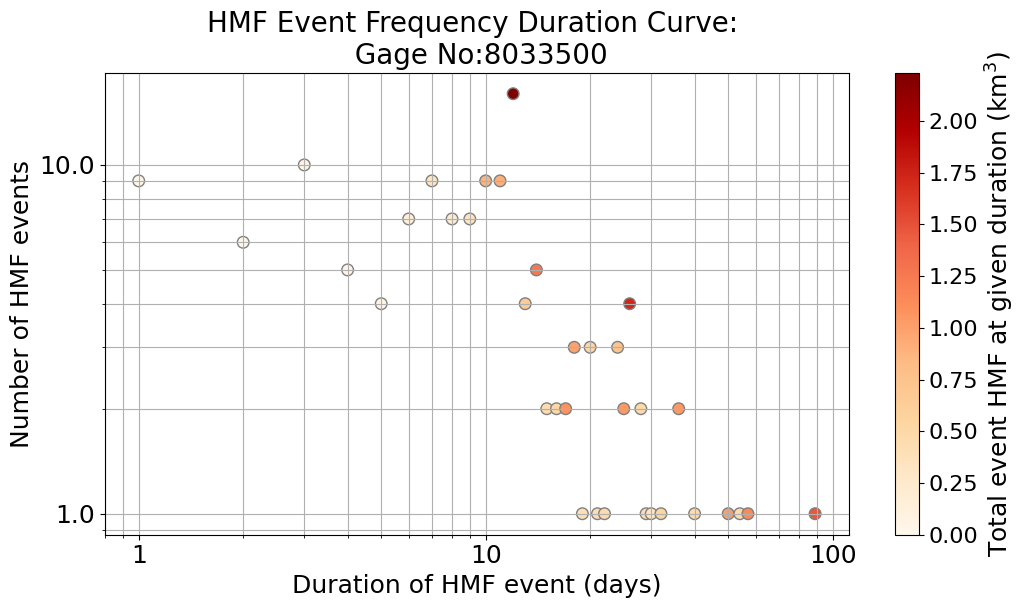 HMF Event Frequency Duration Curve:
Gage No:8033500
Number of HMF events
10.0
1.0
1
10
100
Duration of HMF event (days)
2.00
1.75
1.50
1.25
1.00
0.75
0.50
0.25
0.00
Total event HMF at given duration (km³)